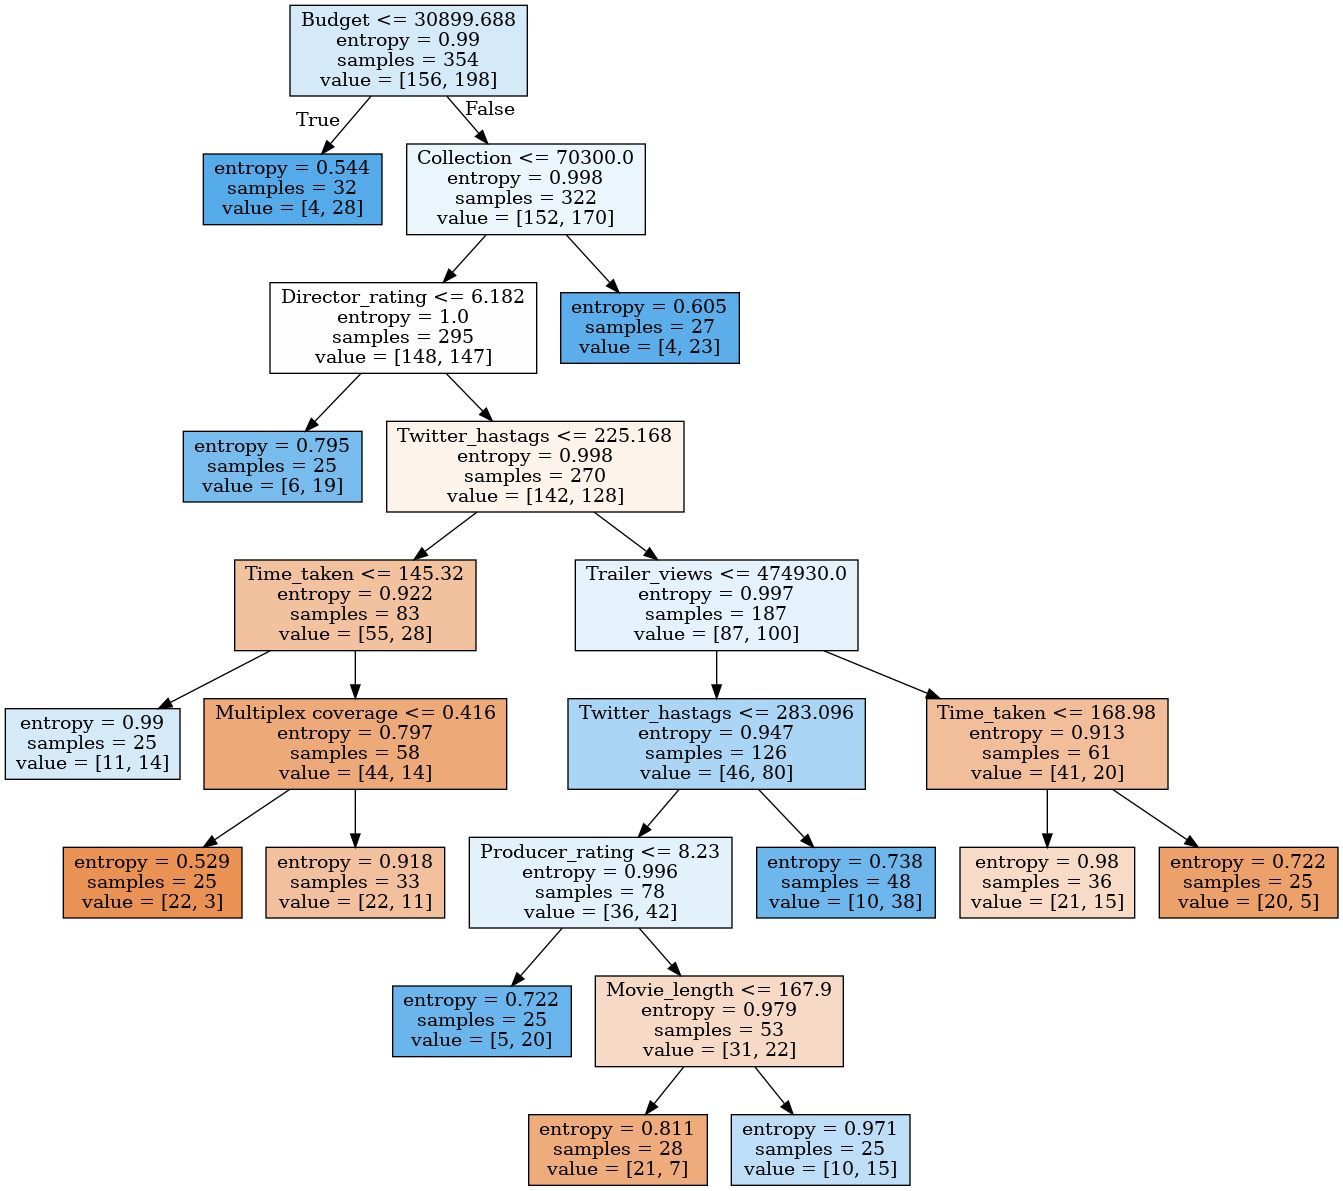 Budget <= 30899.688
entropy = 0.99
samples = 354
value = [156, 198]
True
False
entropy = 0.544
samples = 32
value = [4, 28]
Collection <= 70300.0
entropy = 0.998
samples = 322
value = [152, 170]
Director_rating <= 6.182
entropy = 1.0
samples = 295
value = [148, 147]
entropy = 0.605
samples = 27
value = [4, 23]
entropy = 0.795
samples = 25
value = [6, 19]
Twitter_hastags <= 225.168
entropy = 0.998
samples = 270
value = [142, 128]
Time_taken <= 145.32
entropy = 0.922
samples = 83
value = [55, 28]
Trailer_views <= 474930.0
entropy = 0.997
samples = 187
value = [87, 100]
entropy = 0.99
samples = 25
value = [11, 14]
Multiplex coverage <= 0.416
entropy = 0.797
samples = 58
value = [44, 14]
Twitter_hastags <= 283.096
entropy = 0.947
samples = 126
value = [46, 80]
Time_taken <= 168.98
entropy = 0.913
samples = 61
value = [41, 20]
entropy = 0.529
samples = 25
value = [22, 3]
entropy = 0.918
samples = 33
value = [22, 11]
Producer_rating <= 8.23
entropy = 0.996
samples = 78
value = [36, 42]
entropy = 0.738
samples = 48
value = [10, 38]
entropy = 0.98
samples = 36
value = [21, 15]
entropy = 0.722
samples = 25
value = [20, 5]
entropy = 0.722
samples = 25
value = [5, 20]
Movie_length <= 167.9
entropy = 0.979
samples = 53
value = [31, 22]
entropy = 0.811
samples = 28
value = [21, 7]
entropy = 0.971
samples = 25
value = [10, 15]